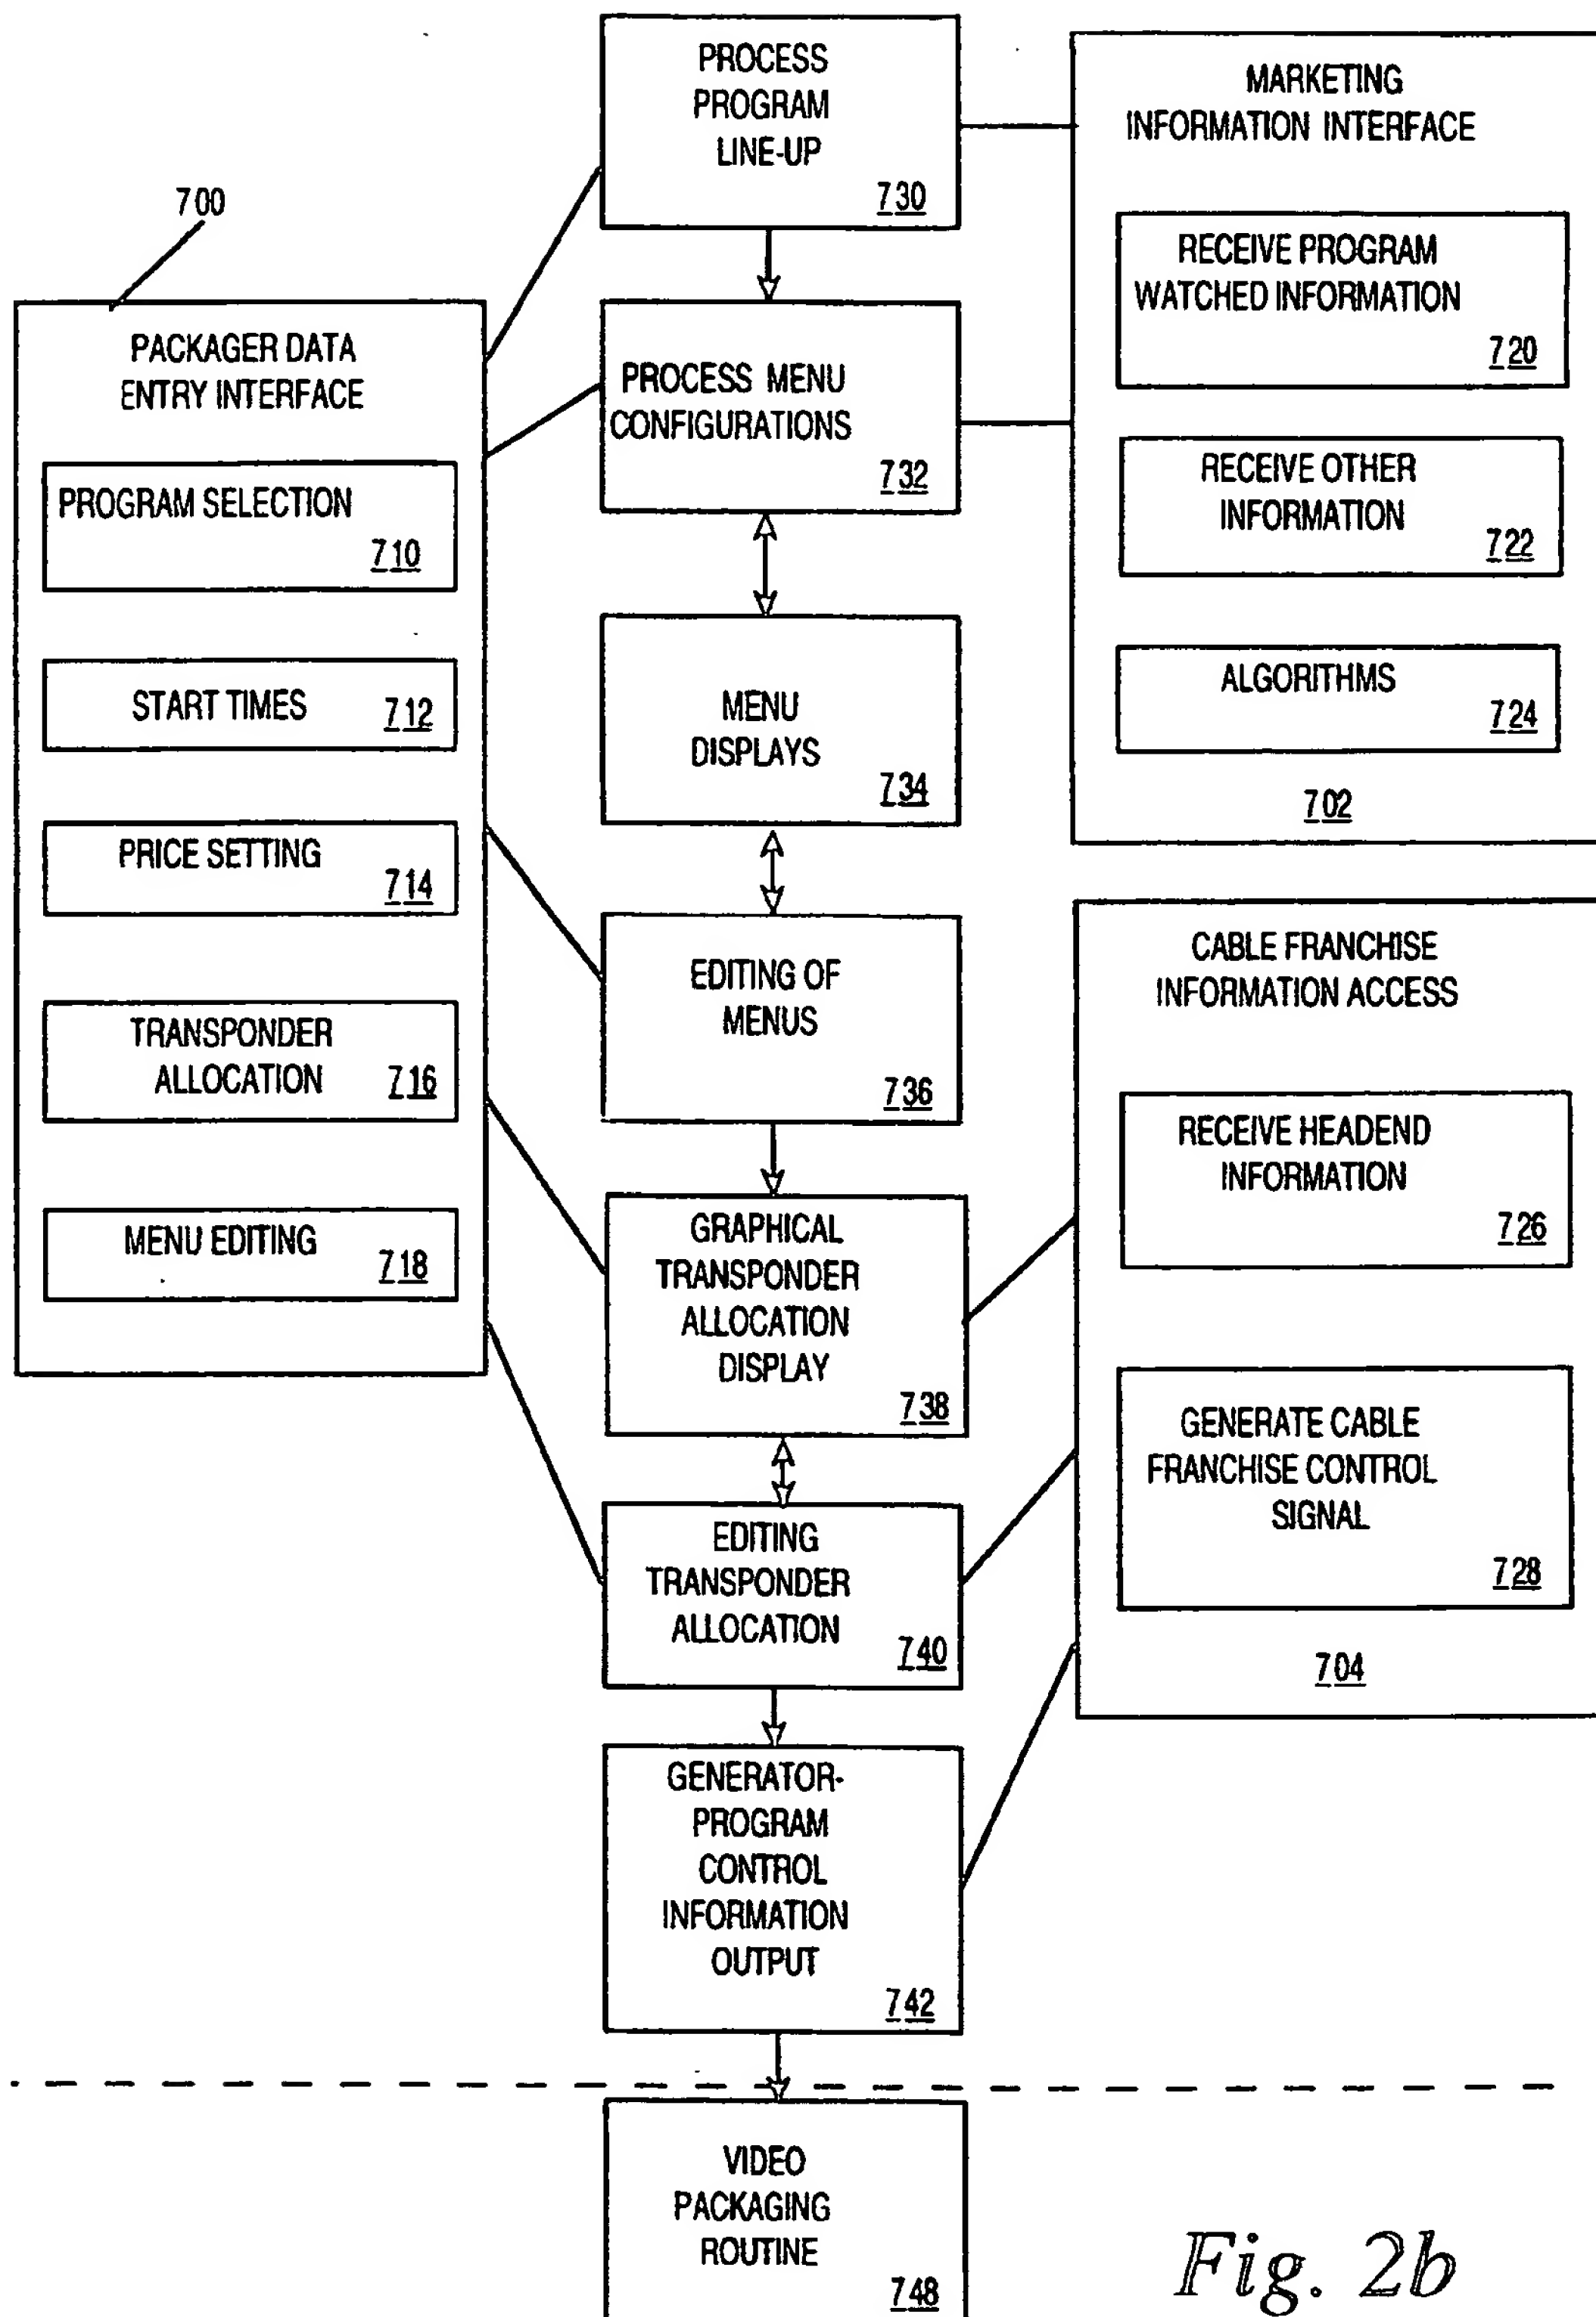 700
PACKAGER DATA
ENTRY INTERFACE
PROGRAM SELECTION
710
START TIMES 712
PRICE SETTING
714
TRANSPONDER
ALLOCATION 716
MENU EDITING 718
PROCESS
PROGRAM
LINE-UP
730
PROCESS MENU
CONFIGURATIONS
732
MENU
DISPLAYS
734
EDITING OF
MENUS
736
GRAPHICAL
TRANSPONDER
ALLOCATION
DISPLAY
738
EDITING
TRANSPONDER
ALLOCATION
740
GENERATOR-
PROGRAM
CONTROL
INFORMATION
OUTPUT
742
VIDEO
PACKAGING
ROUTINE
748
MARKETING
INFORMATION INTERFACE
RECEIVE PROGRAM
WATCHED INFORMATION
720
RECEIVE OTHER
INFORMATION
722
ALGORITHMS
724
702
CABLE FRANCHISE
INFORMATION ACCESS
RECEIVE HEADEND
INFORMATION
726
GENERATE CABLE
FRANCHISE CONTROL
SIGNAL
728
704
Fig. 2b